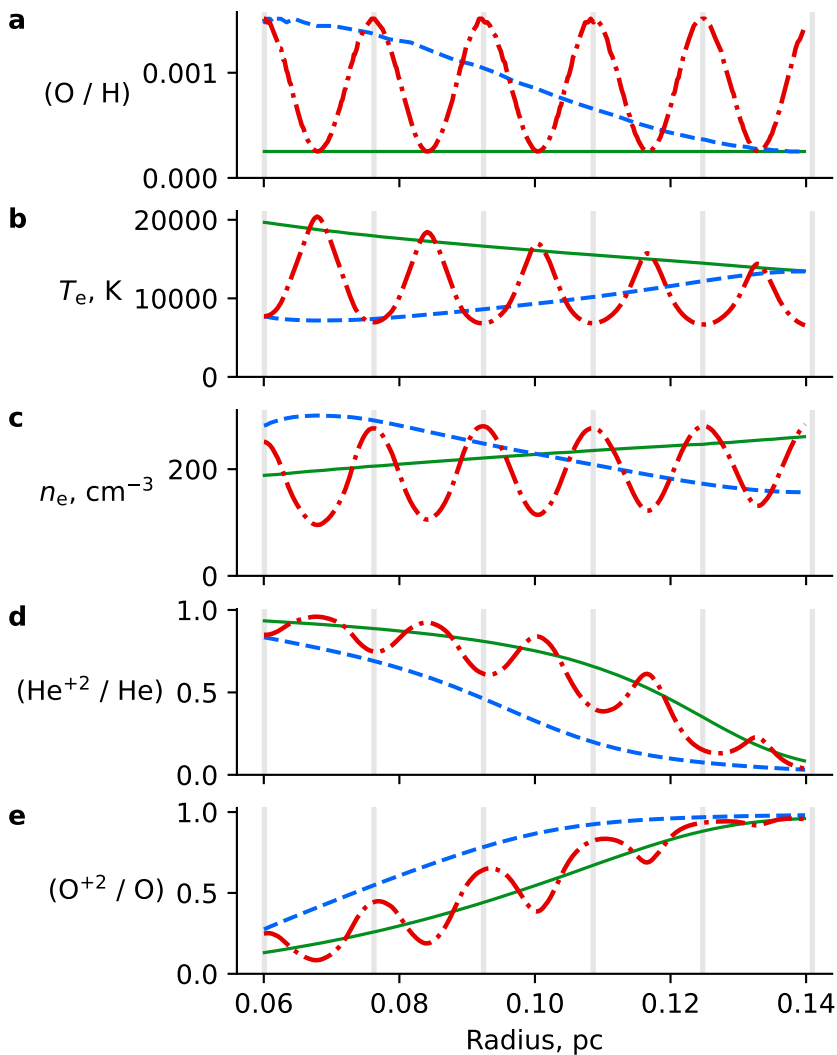 a
(O / H)
0.001
0.000
b
20000
Tₑ, K
10000
0
c
200
nₑ, cm⁻³
0
d
1.0
(He⁺² / He)
0.5
0.0
e
1.0
(O⁺² / O)
0.5
0.0
0.06 0.08 0.10 0.12 0.14
Radius, pc